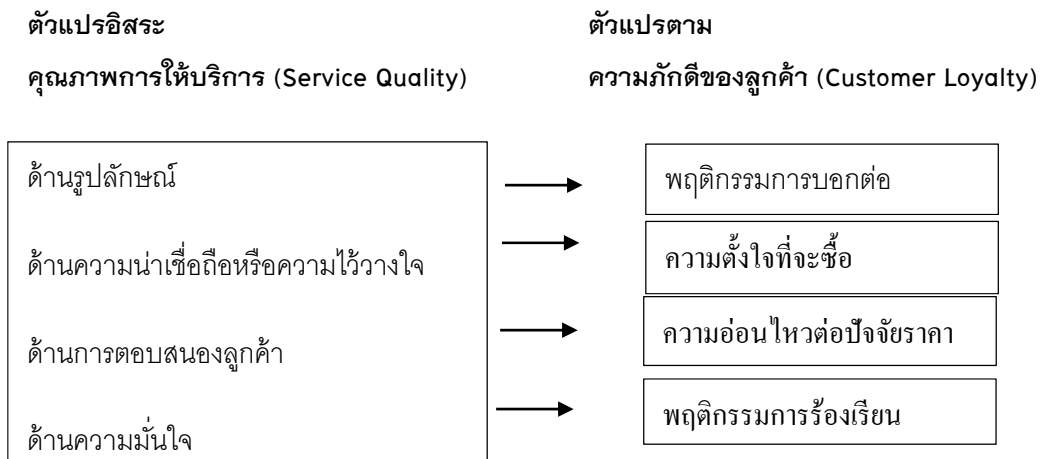 ตัวแปรอิสระ
คุณภาพการให้บริการ (Service Quality)
ด้านรูปลักษณ์
ด้านความน่าเชื่อถือหรือความไว้วางใจ
ด้านการตอบสนองลูกค้า
ด้านความมั่นใจ
ตัวแปรตาม
ความภักดีของลูกค้า (Customer Loyalty)
พฤติกรรมการบอกต่อ
ความตั้งใจที่จะซื้อ
ความอ่อนไหวต่อปัจจัยราคา
พฤติกรรมการร้องเรียน